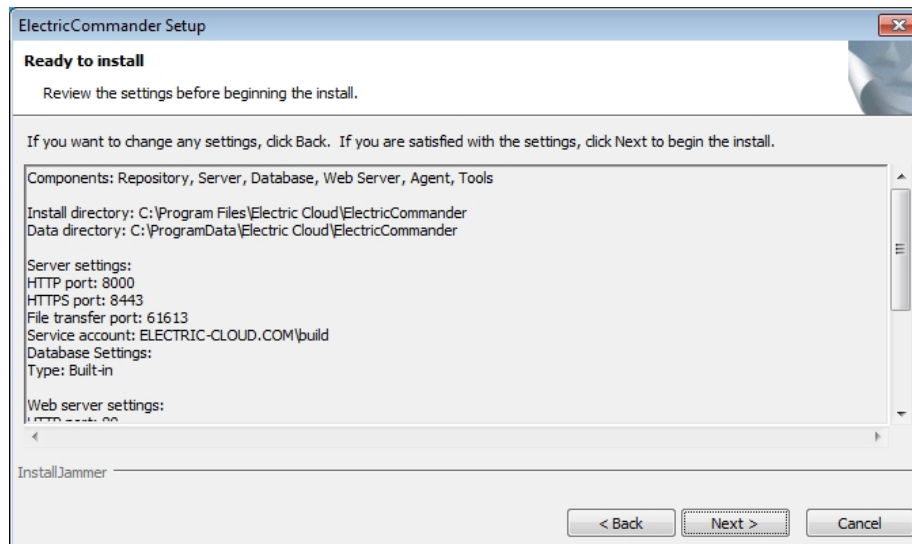 ElectricCommander Setup
Ready to install
Review the settings before beginning the install.
If you want to change any settings, click Back. If you are satisfied with the settings, click Next to begin the install.
Components: Repository, Server, Database, Web Server, Agent, Tools
Install directory: C:\Program Files\Electric Cloud\ElectricCommander
Data directory: C:\ProgramData\Electric Cloud\ElectricCommander
Server settings:
HTTP port: 8000
HTTPS port: 8443
File transfer port: 61613
Service account: ELECTRIC-CLOUD.COM\build
Database Settings:
Type: Built-in
Web server settings:
HTTP port: 80
InstallJammer
< Back Next > Cancel